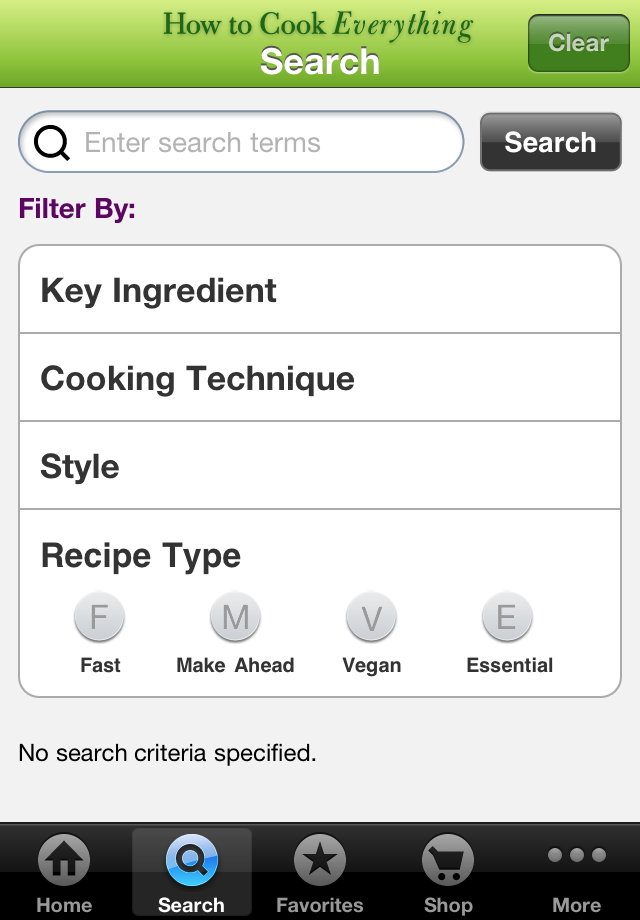 How to Cook Everything
Search
Clear
Enter search terms
Search
Filter By:
Key Ingredient
Cooking Technique
Style
Recipe Type
F M V E
Fast Make Ahead Vegan Essential
No search criteria specified.
Home Search Favorites Shop More